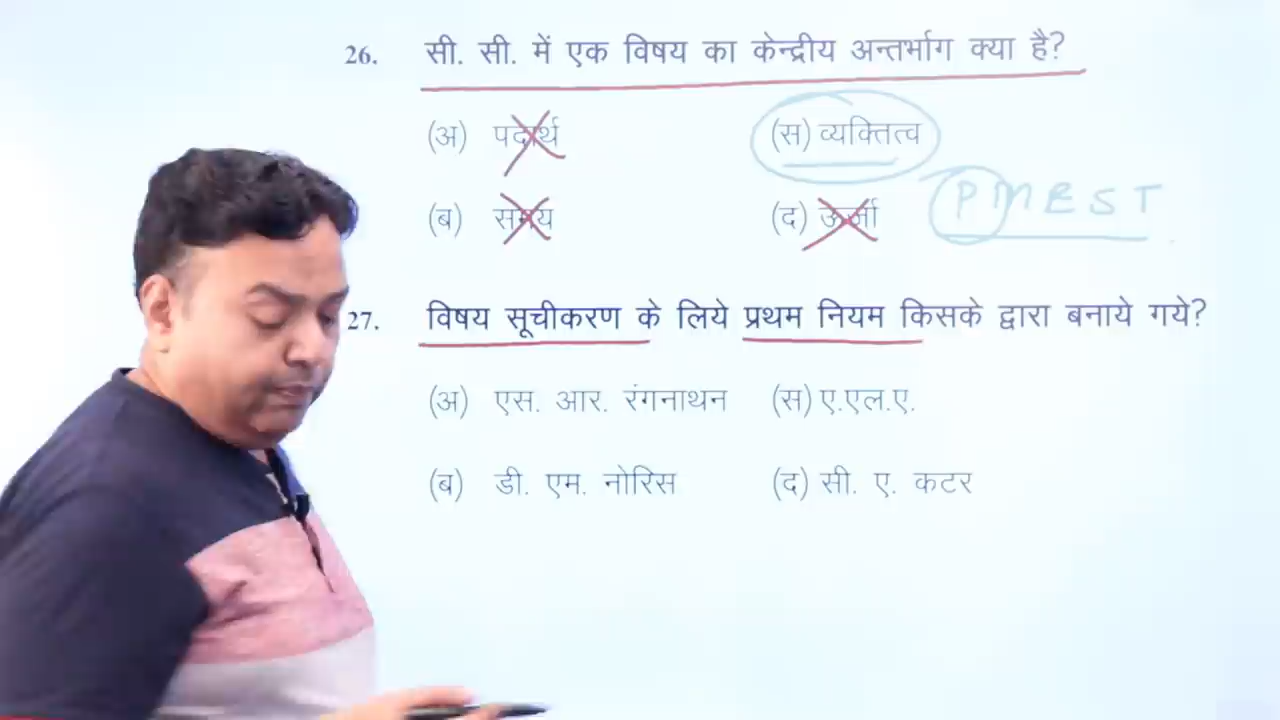 26. सी. सी. में एक विषय का केन्द्रीय अन्तर्भाग क्या है?
(अ) पदार्थ (स) व्यक्तित्व
(ब) समय (द) ऊर्जा PMEST
27. विषय सूचीकरण के लिये प्रथम नियम किसके द्वारा बनाये गये?
(अ) एस. आर. रंगनाथन (स) ए.एल.ए.
(ब) डी. एम. नोरिस (द) सी. ए. कटर